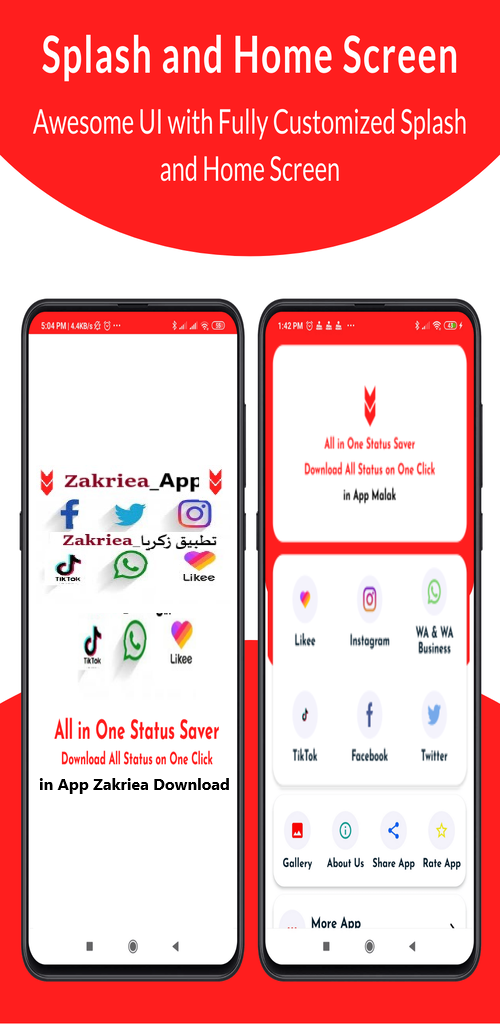 Splash and Home Screen
Awesome UI with Fully Customized Splash
and Home Screen
5:04 PM | 4.4KB/s
58
Zakriea_App
Zakriea_تطبيق زكريا
TikTok
Likee
TikTok
Likee
All in One Status Saver
Download All Status on One Click
in App Zakriea Download
1:42 PM
All in One Status Saver
Download All Status on One Click
in App Malak
Likee
Instagram
WA & WA
Business
TikTok
Facebook
Twitter
Gallery
About Us
Share App
Rate App
More App